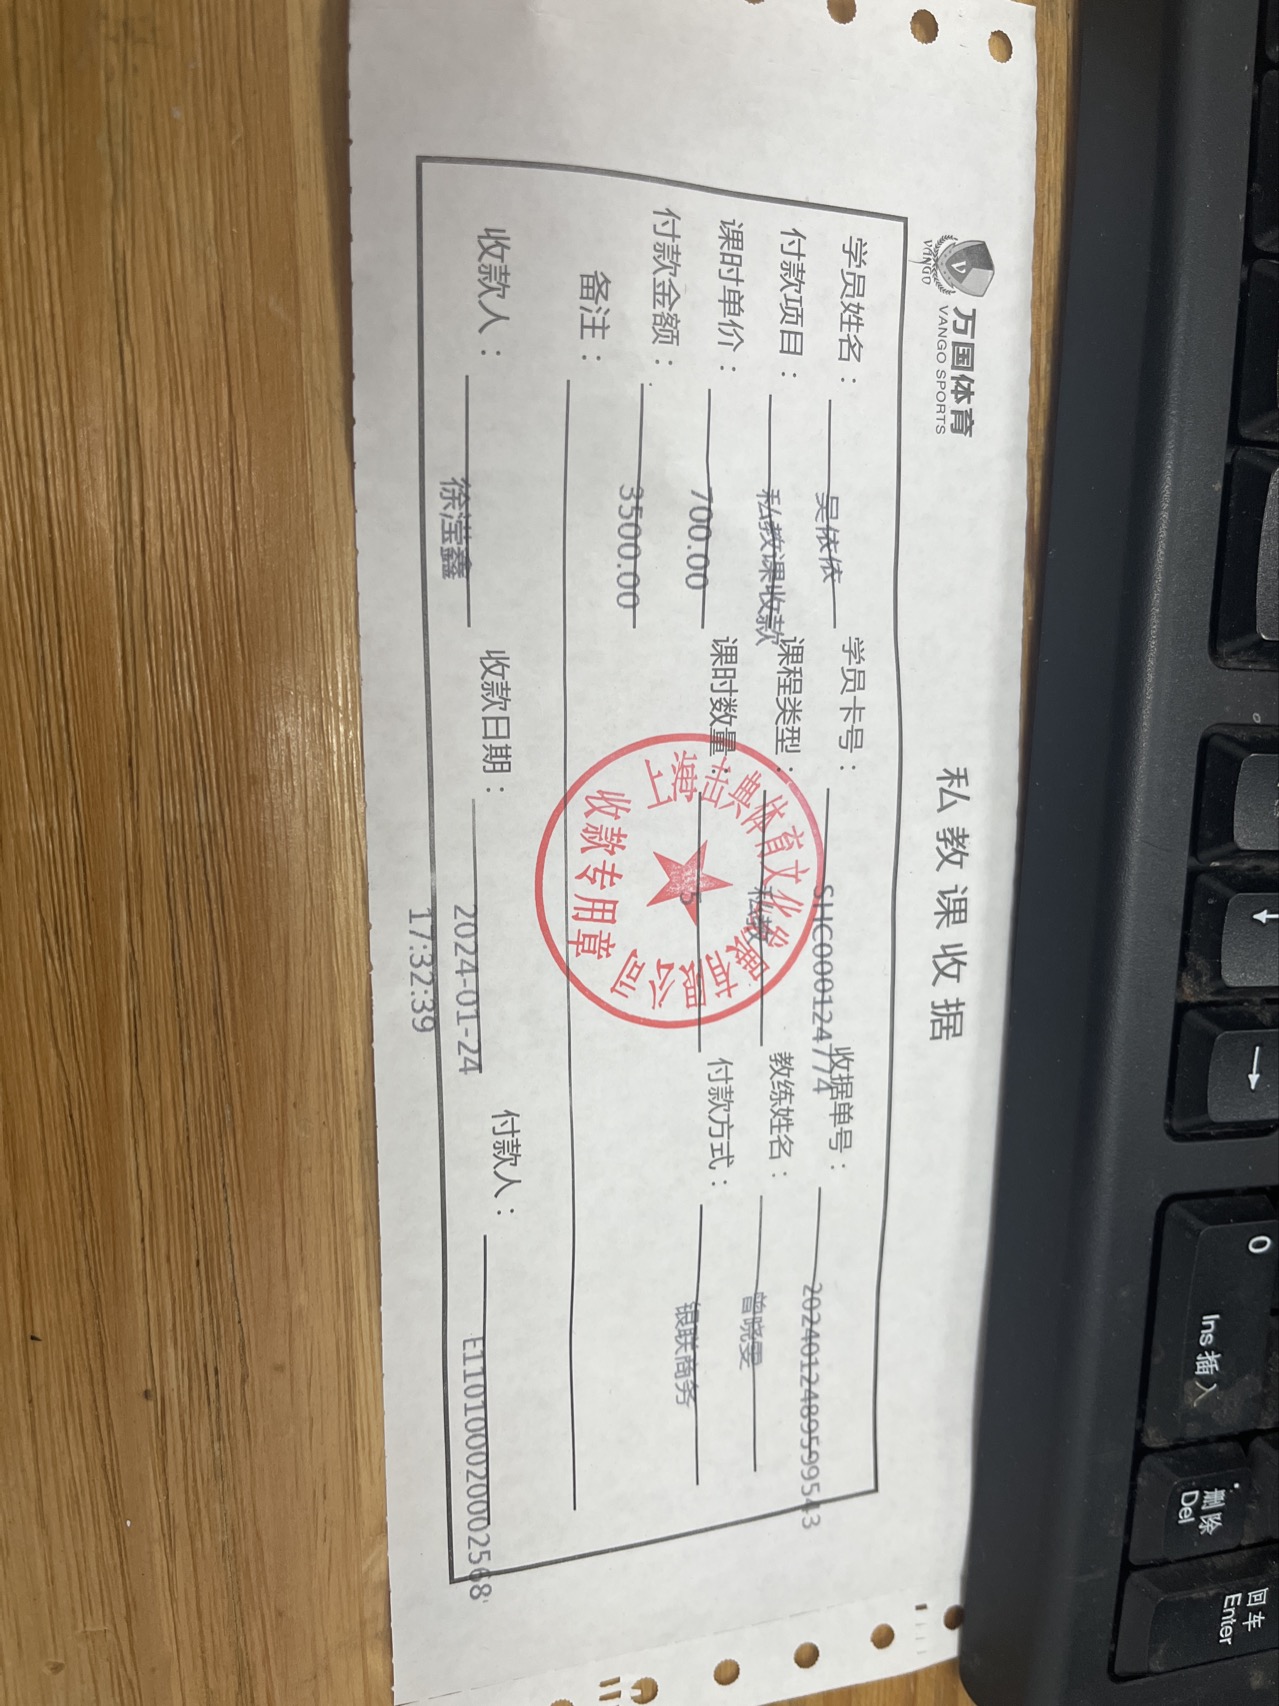 万国体育
VANGO SPORTS
VANGO
私教课收据
学员姓名： 吴依依 学员卡号： SHC000124774 收据单号： 2024012489599543
付款项目： 私教课收款 课程类型： 私教 教练姓名： 曾晓雯
课时单价： 700.00 课时数量： 5 付款方式： 银联商务
付款金额： 3500.00
备注：
收款人： 徐滢鑫 收款日期： 2024-01-24 17:32:39 付款人： E110100020002568
收款专用章
0
Ins 插入
.
删除
Del
回车
Enter